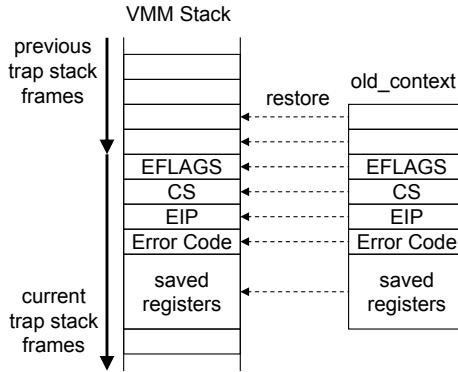 VMM Stack
previous
trap stack
frames
old_context
restore
EFLAGS
EFLAGS
CS
CS
EIP
EIP
Error Code
Error Code
saved
registers
saved
registers
current
trap stack
frames